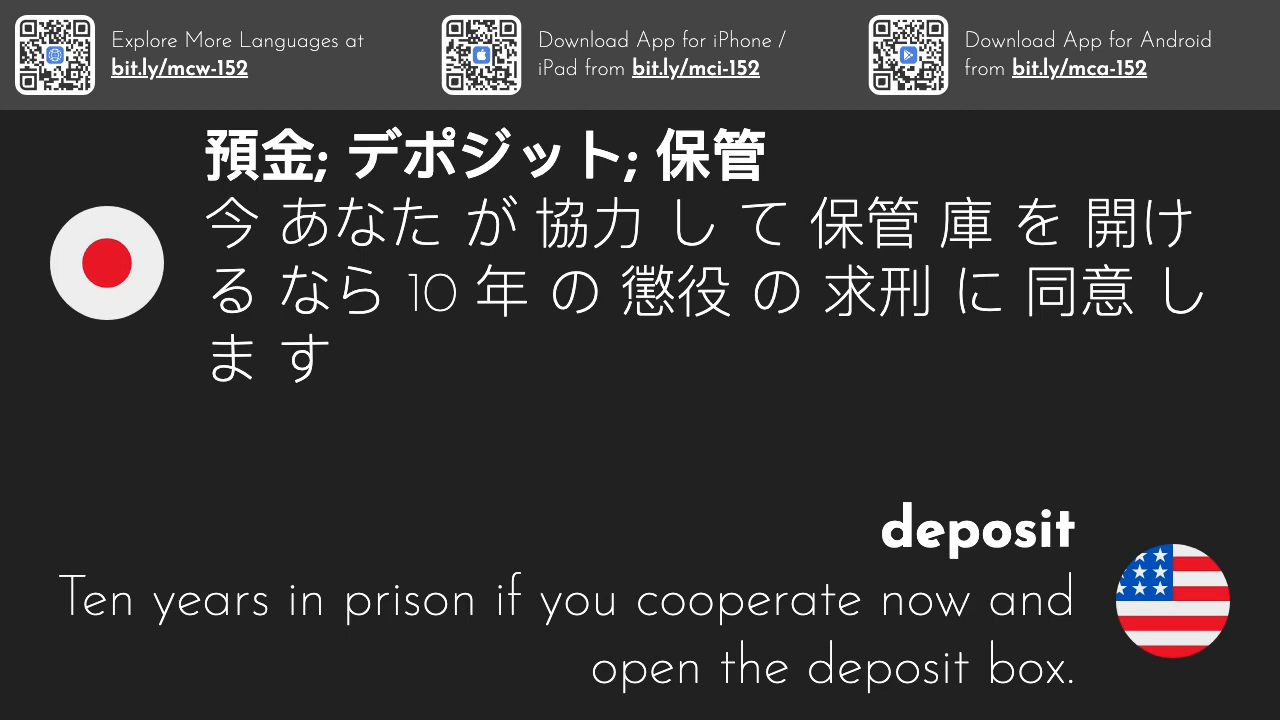 Explore More Languages at
bit.ly/mcw-152
Download App for iPhone /
iPad from bit.ly/mci-152
Download App for Android
from bit.ly/mca-152
預金; デポジット; 保管
今 あなた が 協力 し て 保管 庫 を 開け
る なら 10 年 の 懲役 の 求刑 に 同意 し
ま す
deposit
Ten years in prison if you cooperate now and
open the deposit box.